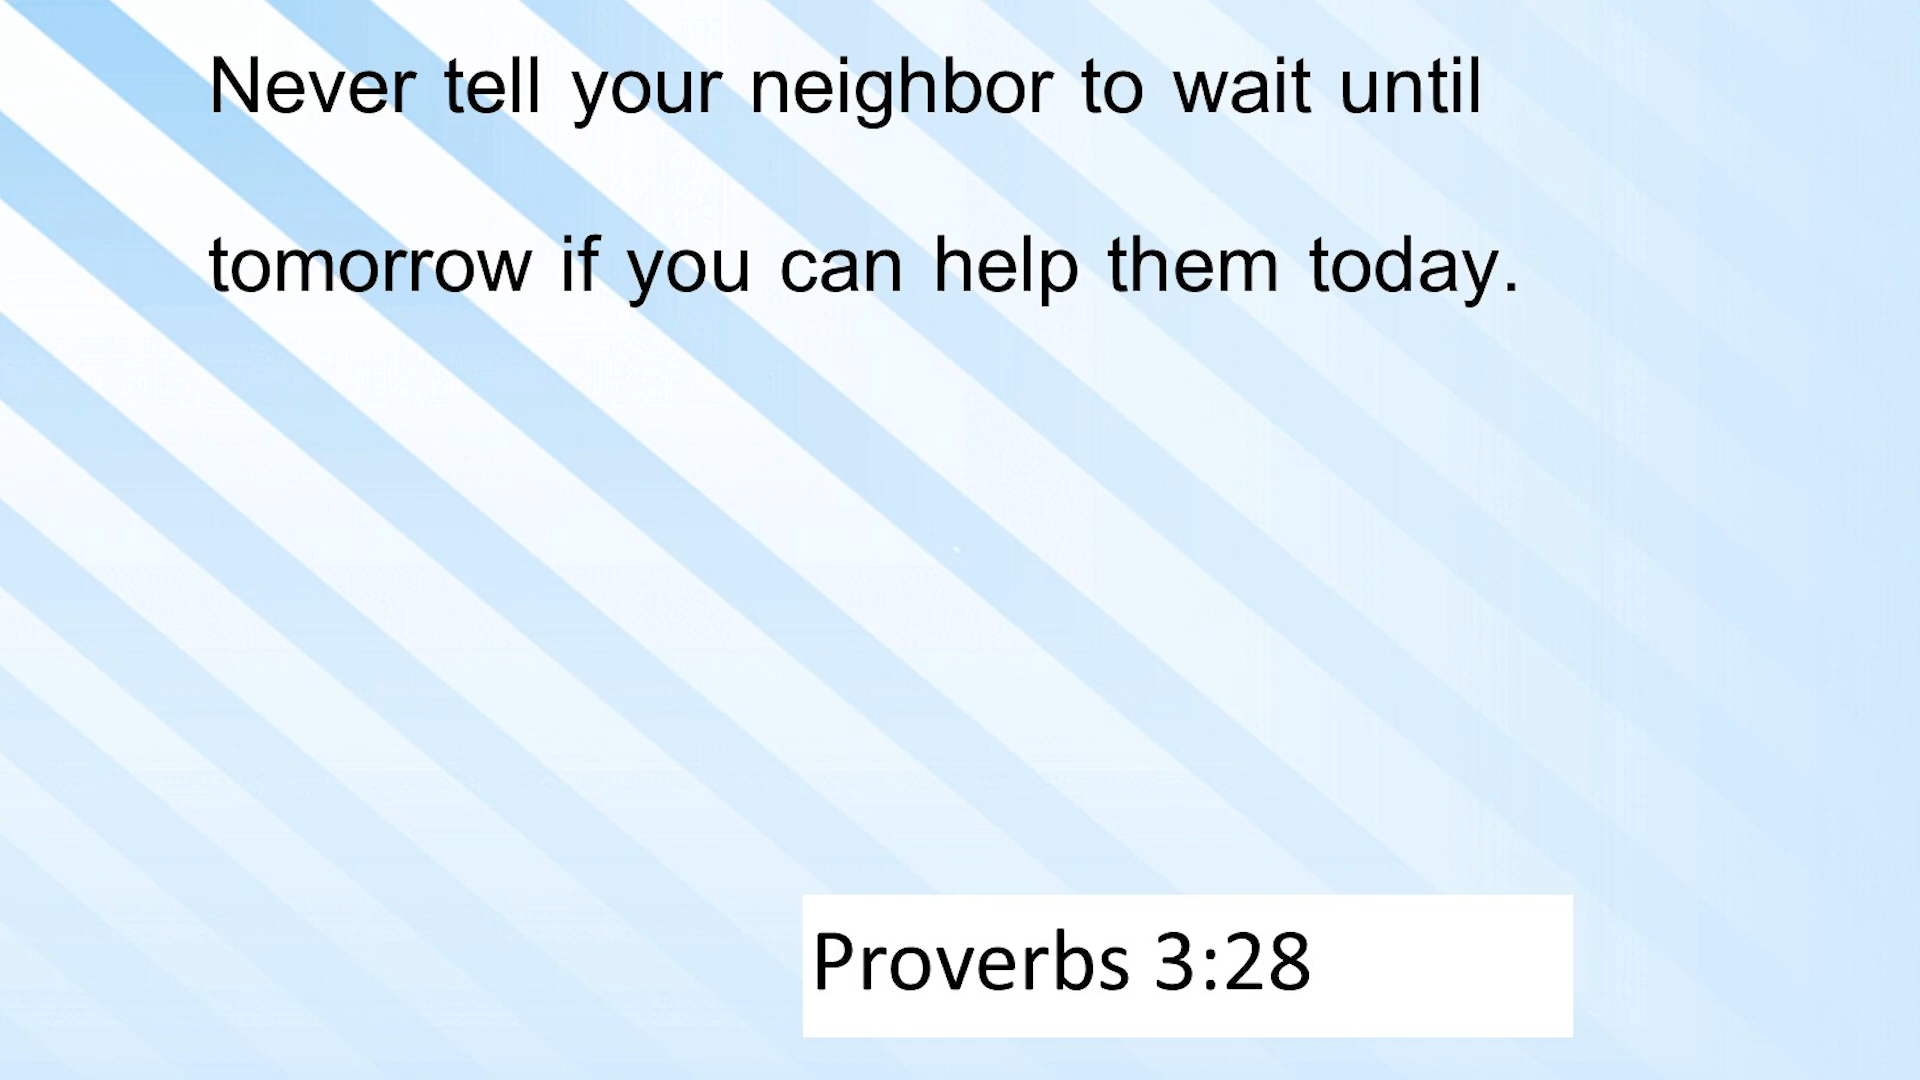 Never tell your neighbor to wait until
tomorrow if you can help them today.
Proverbs 3:28